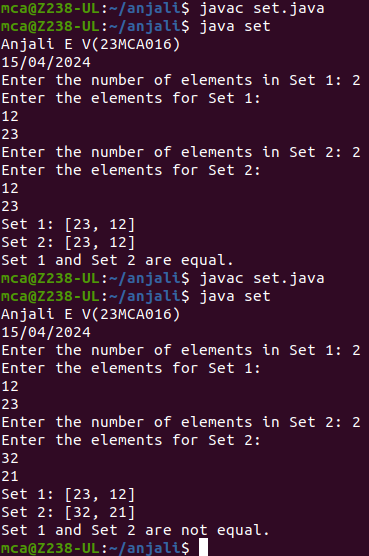 mca@Z238-UL:~/anjali$ javac set.java
mca@Z238-UL:~/anjali$ java set
Anjali E V(23MCA016)
15/04/2024
Enter the number of elements in Set 1: 2
Enter the elements for Set 1:
12
23
Enter the number of elements in Set 2: 2
Enter the elements for Set 2:
12
23
Set 1: [23, 12]
Set 2: [23, 12]
Set 1 and Set 2 are equal.
mca@Z238-UL:~/anjali$ javac set.java
mca@Z238-UL:~/anjali$ java set
Anjali E V(23MCA016)
15/04/2024
Enter the number of elements in Set 1: 2
Enter the elements for Set 1:
12
23
Enter the number of elements in Set 2: 2
Enter the elements for Set 2:
32
21
Set 1: [23, 12]
Set 2: [32, 21]
Set 1 and Set 2 are not equal.
mca@Z238-UL:~/anjali$